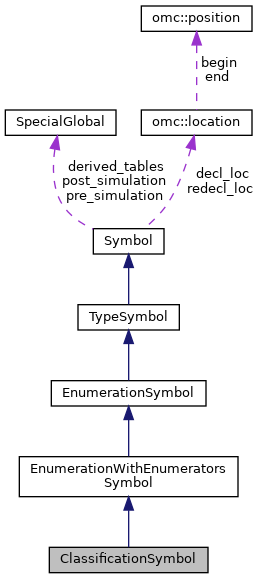 omc::position
begin
end
SpecialGlobal
omc::location
derived_tables
post_simulation
pre_simulation
decl_loc
redecl_loc
Symbol
TypeSymbol
EnumerationSymbol
EnumerationWithEnumerators
Symbol
ClassificationSymbol